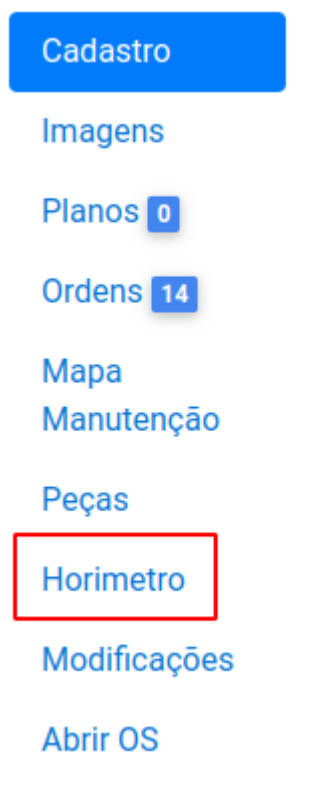 Cadastro
Imagens
Planos 0
Ordens 14
Mapa
Manutenção
Peças
Horimetro
Modificações
Abrir OS